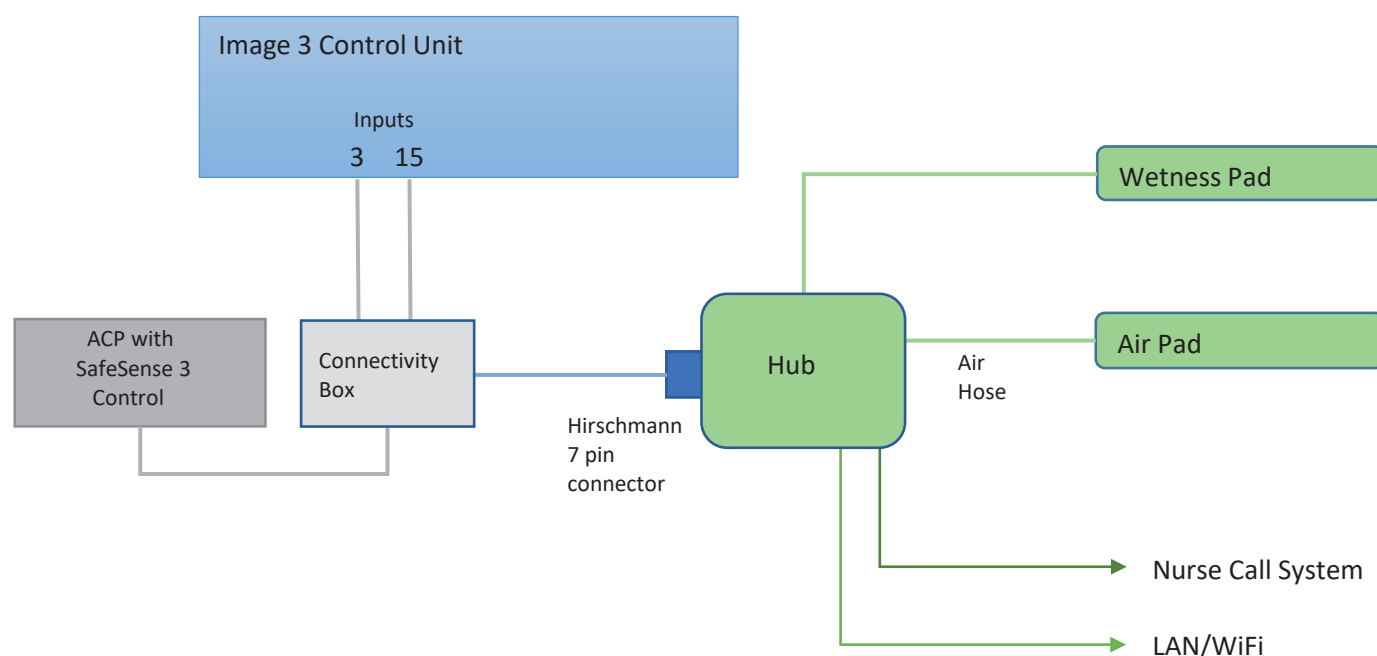 Image 3 Control Unit
Inputs
3 15
Wetness Pad
ACP with
SafeSense 3
Control
Connectivity
Box
Hub
Air Pad
Air
Hose
Hirschmann
7 pin
connector
Nurse Call System
LAN/WiFi